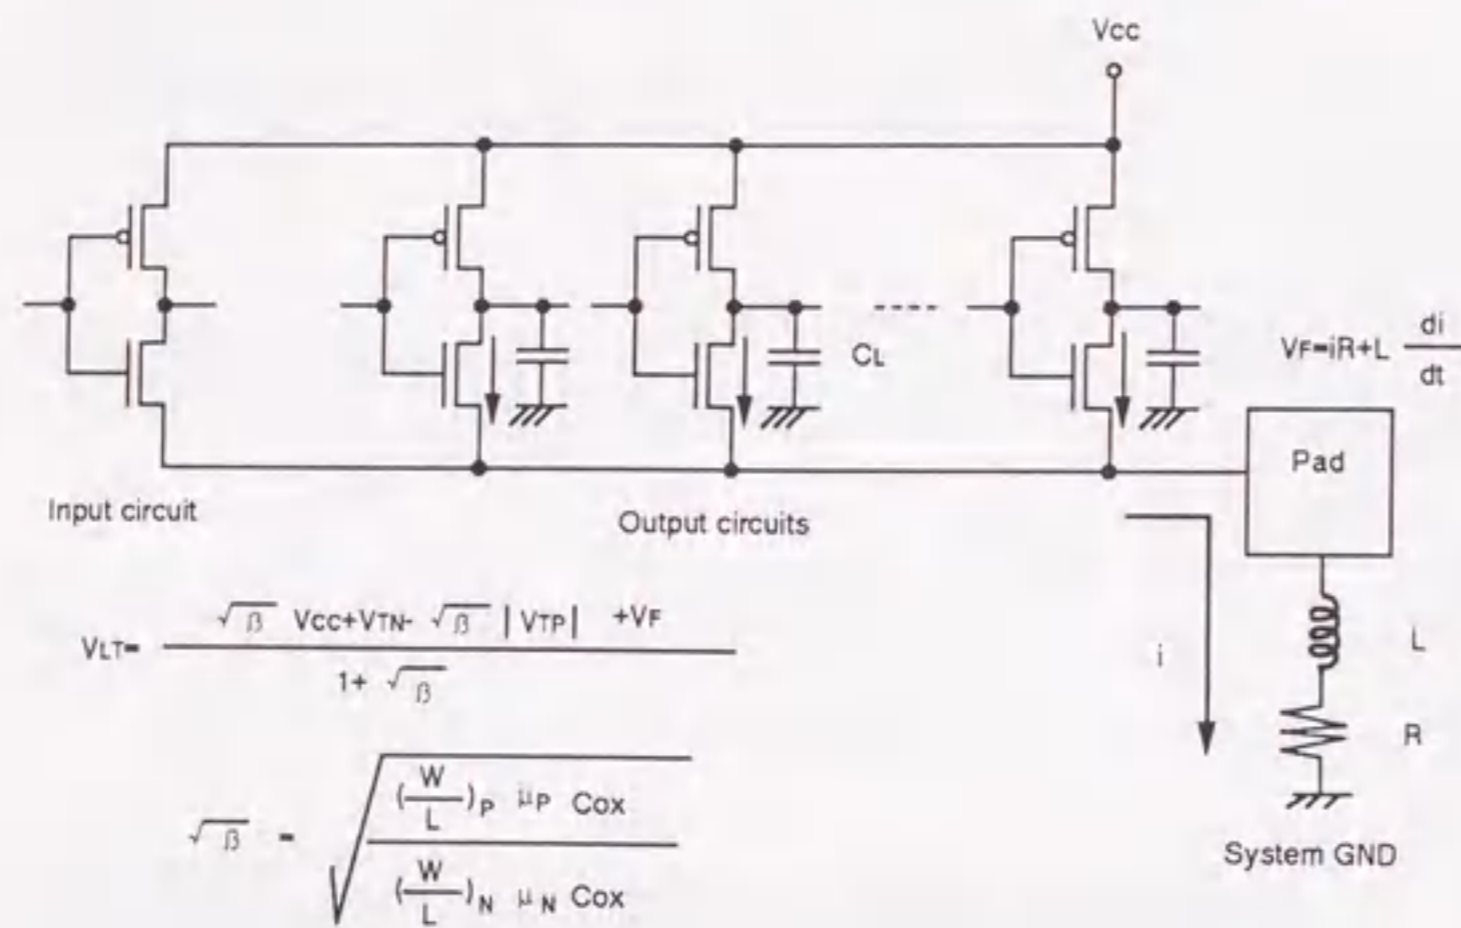 Vcc
CL
VF=iR+L di/dt
Pad
Input circuit
Output circuits
VLT= (√β Vcc+VTN- √β |VTP| +VF) / (1+ √β)
i
L
R
System GND
√β = √((W/L)P μP Cox / (W/L)N μN Cox)